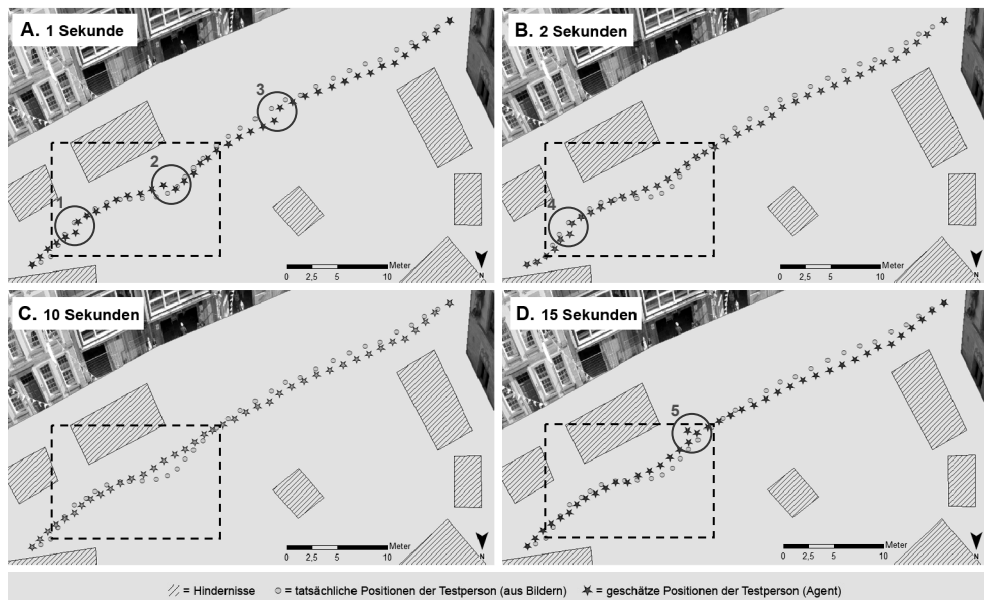 A. 1 Sekunde
3
2
1
0 2,5 5 10
Meter
N
B. 2 Sekunden
4
0 2,5 5 10
Meter
N
C. 10 Sekunden
0 2,5 5 10
Meter
N
D. 15 Sekunden
5
0 2,5 5 10
Meter
N
= Hindernisse = tatsächliche Positionen der Testperson (aus Bildern) = geschätze Positionen der Testperson (Agent)